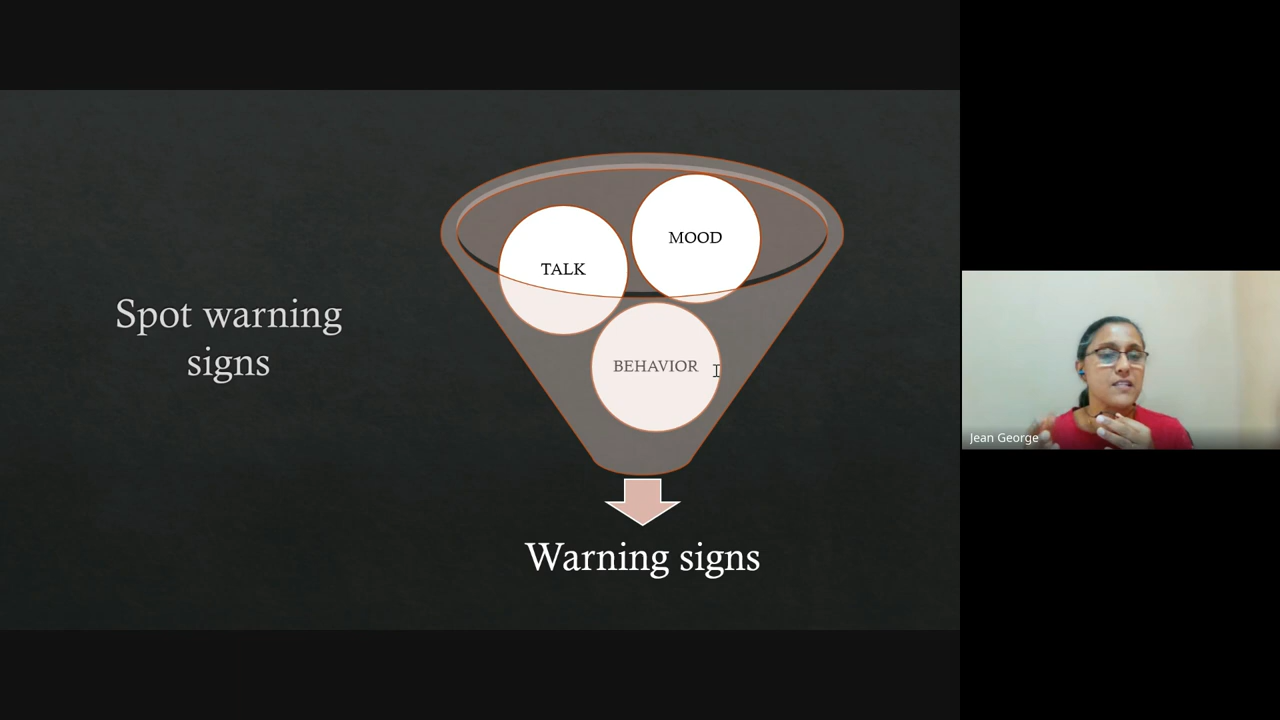 Spot warning
signs
MOOD
TALK
BEHAVIOR
Warning signs
Jean George